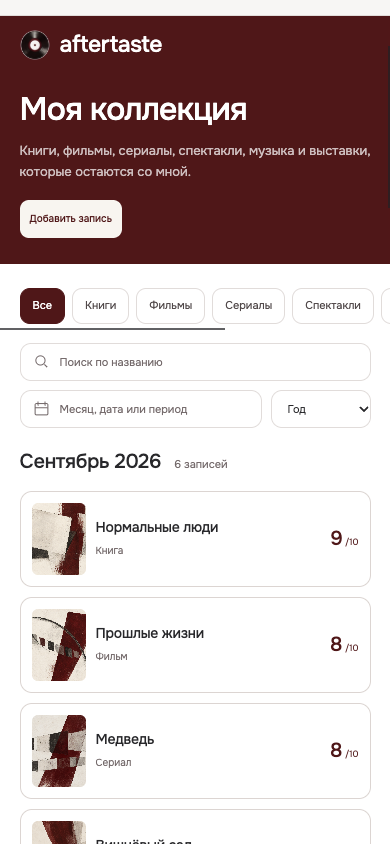 aftertaste
Моя коллекция
Книги, фильмы, сериалы, спектакли, музыка и выставки,
которые остаются со мной.
Добавить запись
Все
Книги
Фильмы
Сериалы
Спектакли
Поиск по названию
Месяц, дата или период
Год
Сентябрь 2026
6 записей
Нормальные люди
Книга
9 /10
Прошлые жизни
Фильм
8 /10
Медведь
Сериал
8 /10
Вишнёвый сад